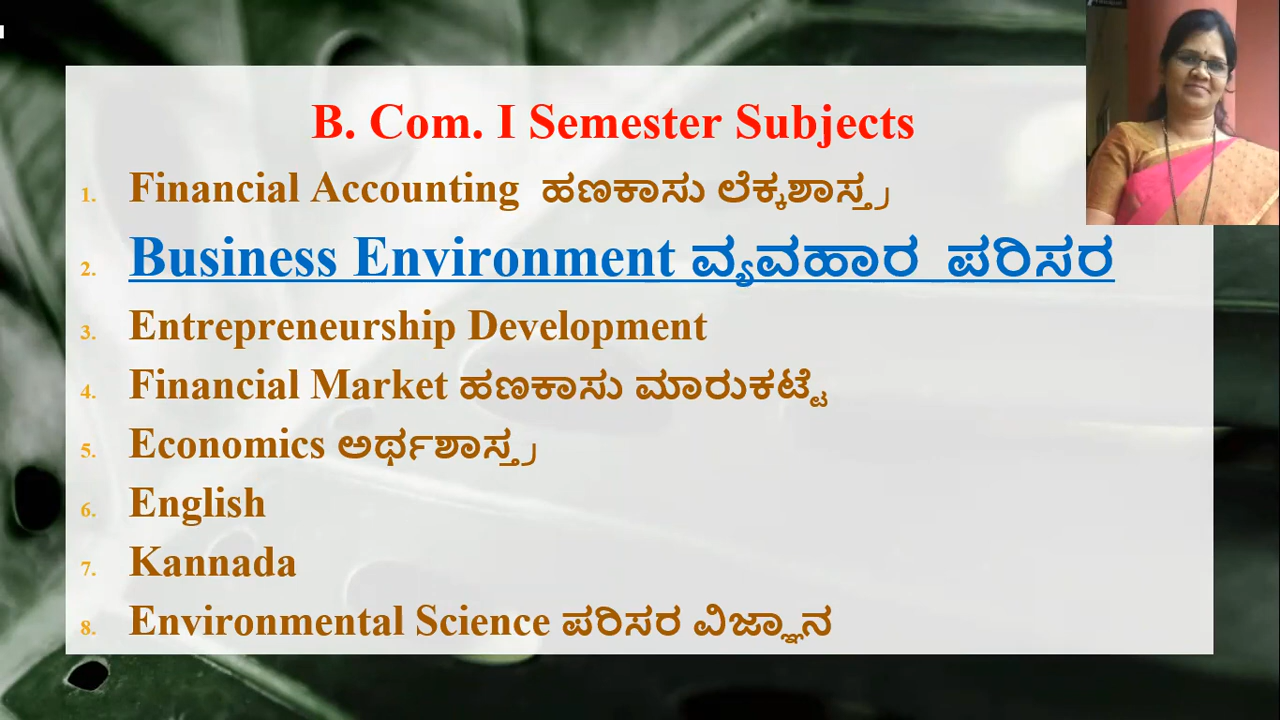 B. Com. I Semester Subjects
1. Financial Accounting ಹಣಕಾಸು ಲೆಕ್ಕಶಾಸ್ತ್ರ
2. Business Environment ವ್ಯವಹಾರ ಪರಿಸರ
3. Entrepreneurship Development
4. Financial Market ಹಣಕಾಸು ಮಾರುಕಟ್ಟೆ
5. Economics ಅರ್ಥಶಾಸ್ತ್ರ
6. English
7. Kannada
8. Environmental Science ಪರಿಸರ ವಿಜ್ಞಾನ